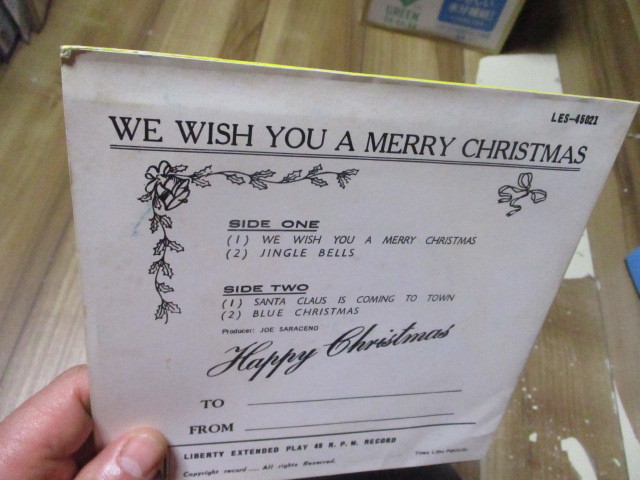 GREEN
LES-45021
WE WISH YOU A MERRY CHRISTMAS
SIDE ONE
(1) WE WISH YOU A MERRY CHRISTMAS
(2) JINGLE BELLS
SIDE TWO
(1) SANTA CLAUS IS COMING TO TOWN
(2) BLUE CHRISTMAS
Producer: JOE SARACENO
Happy Christmas
TO
FROM
LIBERTY EXTENDED PLAY 45 R.P.M. RECORD
Copyright record.... All rights Reserved.